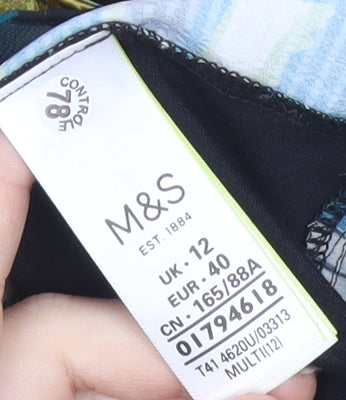 CONTROL
78
M&S
EST. 1884
UK · 12
EUR · 40
CN · 165/88A
01794618
T41 4620U/03313
MULTI(12)